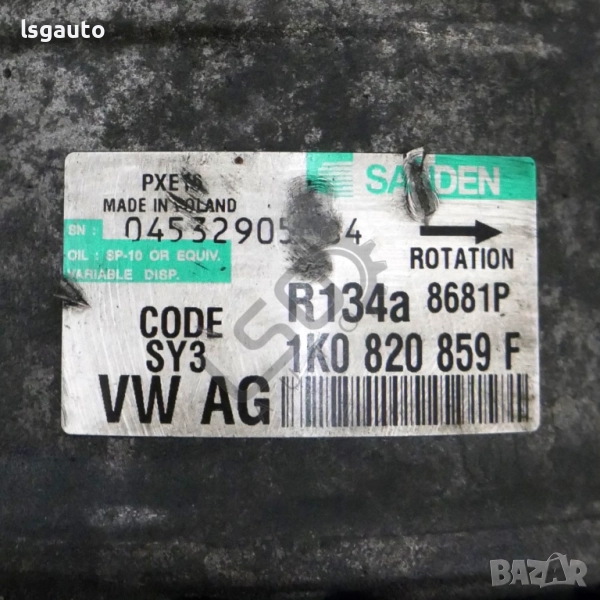 lsgauto
SANDEN
MADE IN POLAND
SN :
OIL : SP-10 OR EQUIV.
VARIABLE DISP.
ROTATION
R134a 8681P
CODE
SY3
1K0 820 859 F
VW AG
BAZAR